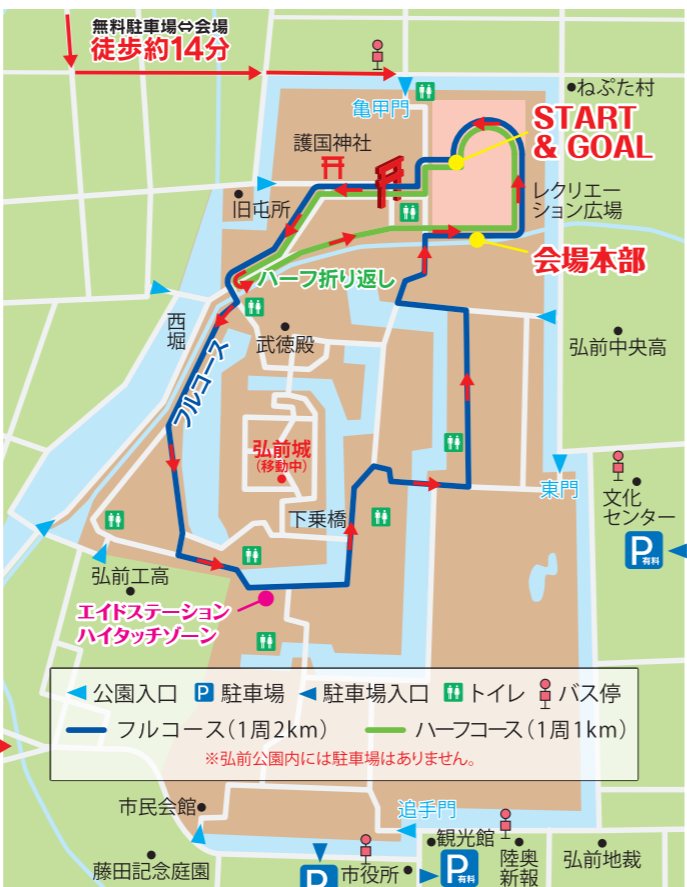 無料駐車場⇔会場
徒歩約14分
亀甲門
ねぷた村
START
& GOAL
護国神社
旧屯所
レクリエー
ション広場
会場本部
ハーフ折り返し
西堀
武徳殿
弘前中央高
フルコース
弘前城
(移動中)
東門
文化
センター
P
有料
下乗橋
弘前工高
エイドステーション
ハイタッチゾーン
公園入口 P 駐車場 駐車場入口 トイレ バス停
フルコース(1周2km) ハーフコース(1周1km)
※弘前公園内には駐車場はありません。
市民会館
追手門
観光館
藤田記念庭園
P
市役所
P
有料
陸奥
新報
弘前地裁